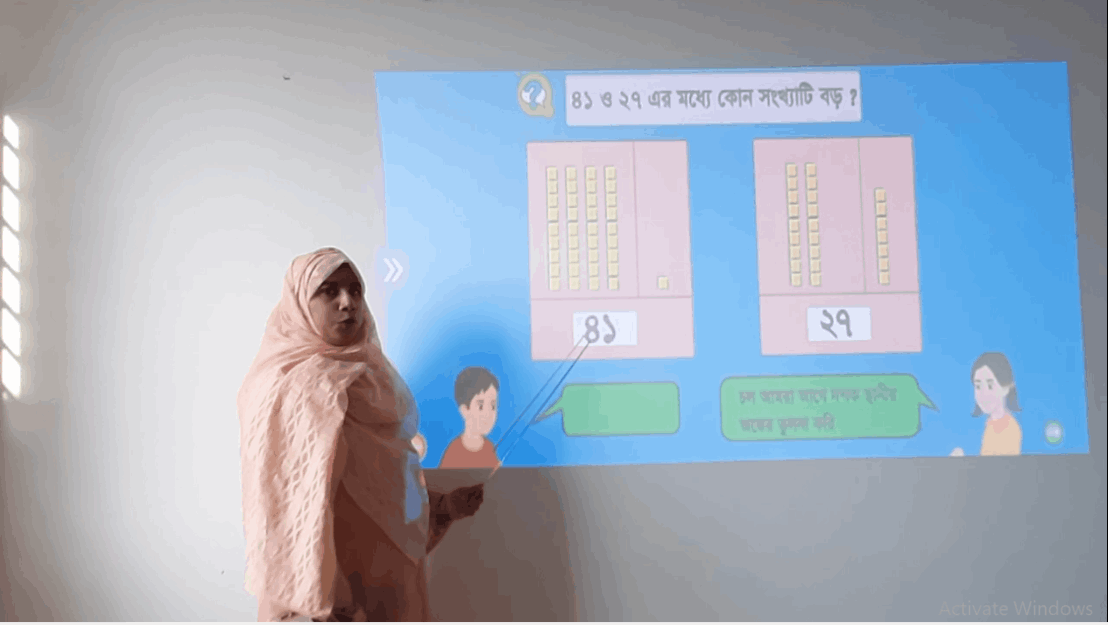 ৪১ ও ২৭ এর মধ্যে কোন সংখ্যাটি বড় ?
৪১
২৭
চল আমরা আগে দশক স্থানীয়
অঙ্কের তুলনা করি
Activate Windows